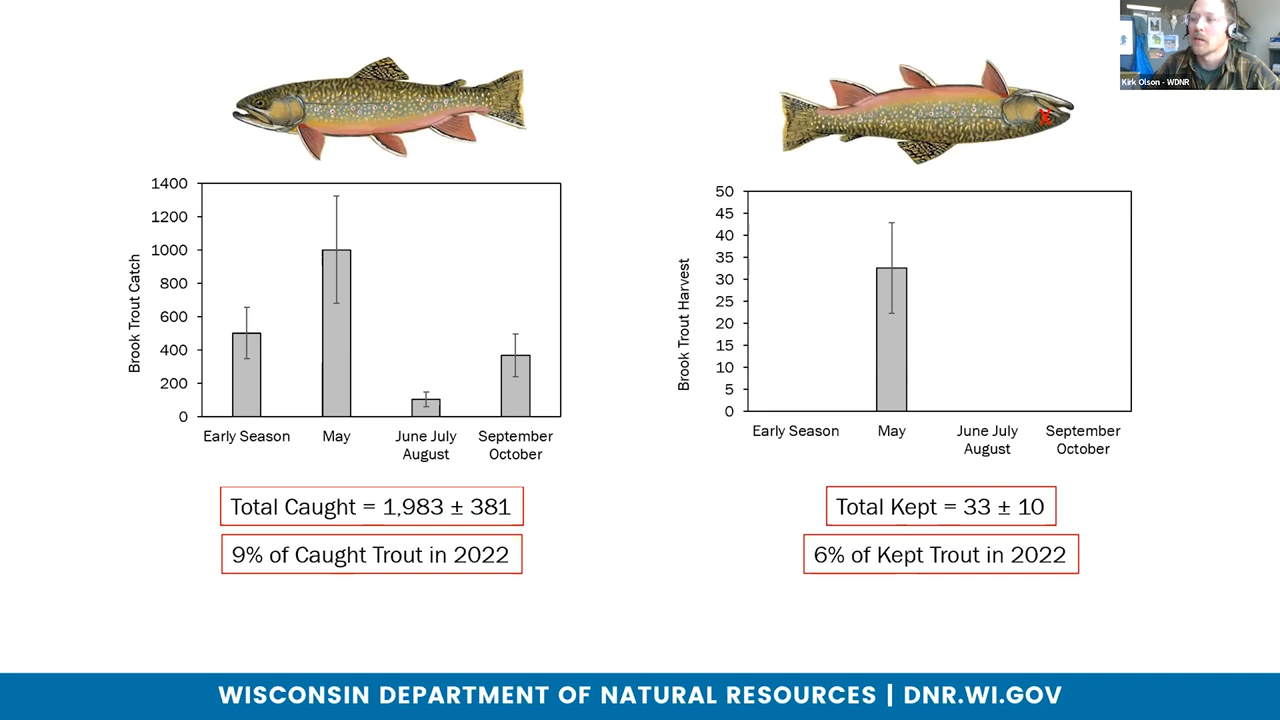 Kirk Olson - WDNR
1400
1200
1000
800
600
400
200
0
Brook Trout Catch
Early Season
May
June July
August
September
October
50
45
40
35
30
25
20
15
10
5
0
Brook Trout Harvest
Early Season
May
June July
August
September
October
Total Caught = 1,983 ± 381
9% of Caught Trout in 2022
Total Kept = 33 ± 10
6% of Kept Trout in 2022
WISCONSIN DEPARTMENT OF NATURAL RESOURCES | DNR.WI.GOV